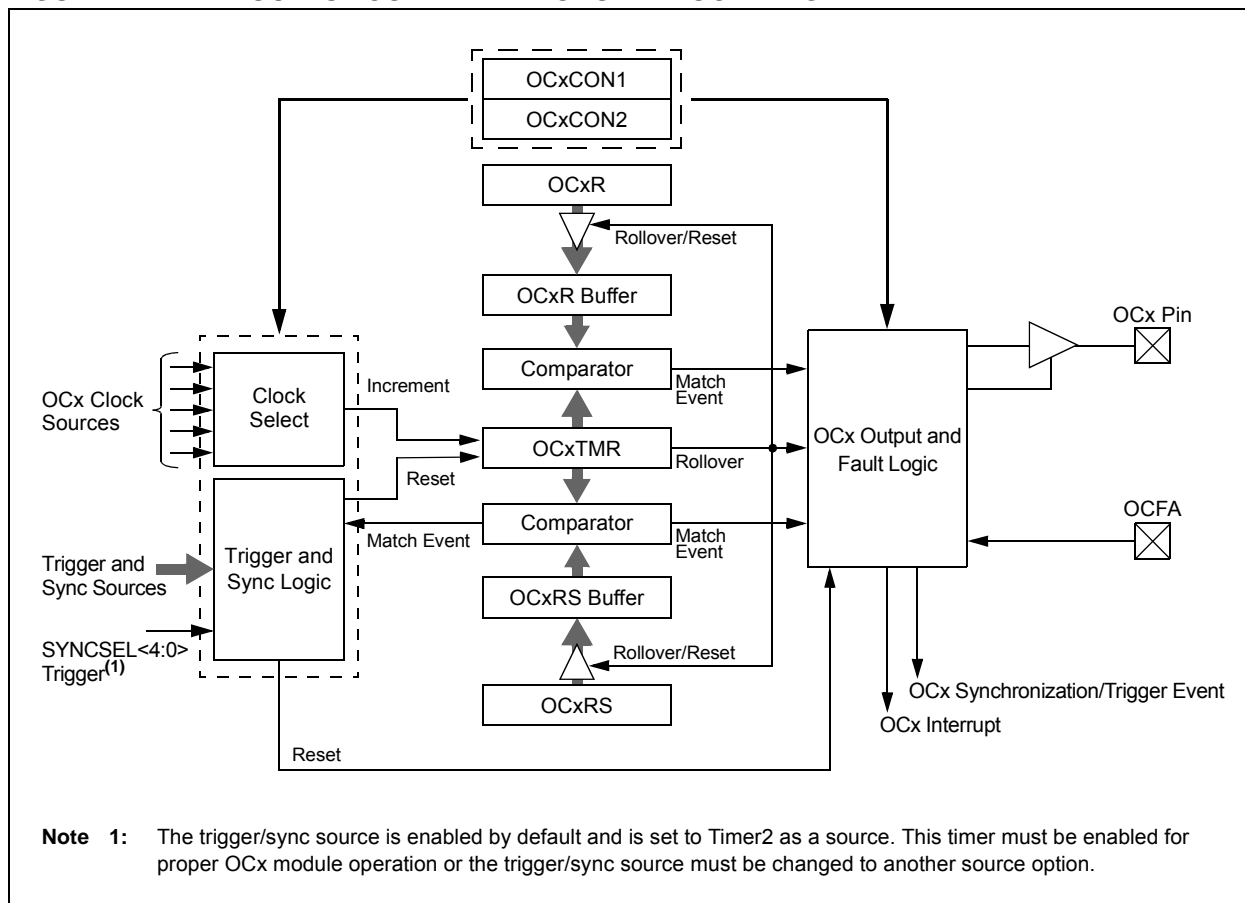 OCxCON1
OCxCON2
OCxR
Rollover/Reset
OCxR Buffer
OCx Pin
Comparator
Match
Event
Increment
Clock
Select
OCx Clock
Sources
OCxTMR
Rollover
Reset
OCx Output and
Fault Logic
Comparator
Match Event
Match
Event
OCFA
Trigger and
Sync Logic
Trigger and
Sync Sources
OCxRS Buffer
SYNCSEL<4:0>
Trigger(1)
Rollover/Reset
OCxRS
OCx Synchronization/Trigger Event
OCx Interrupt
Reset
Note 1: The trigger/sync source is enabled by default and is set to Timer2 as a source. This timer must be enabled for
proper OCx module operation or the trigger/sync source must be changed to another source option.